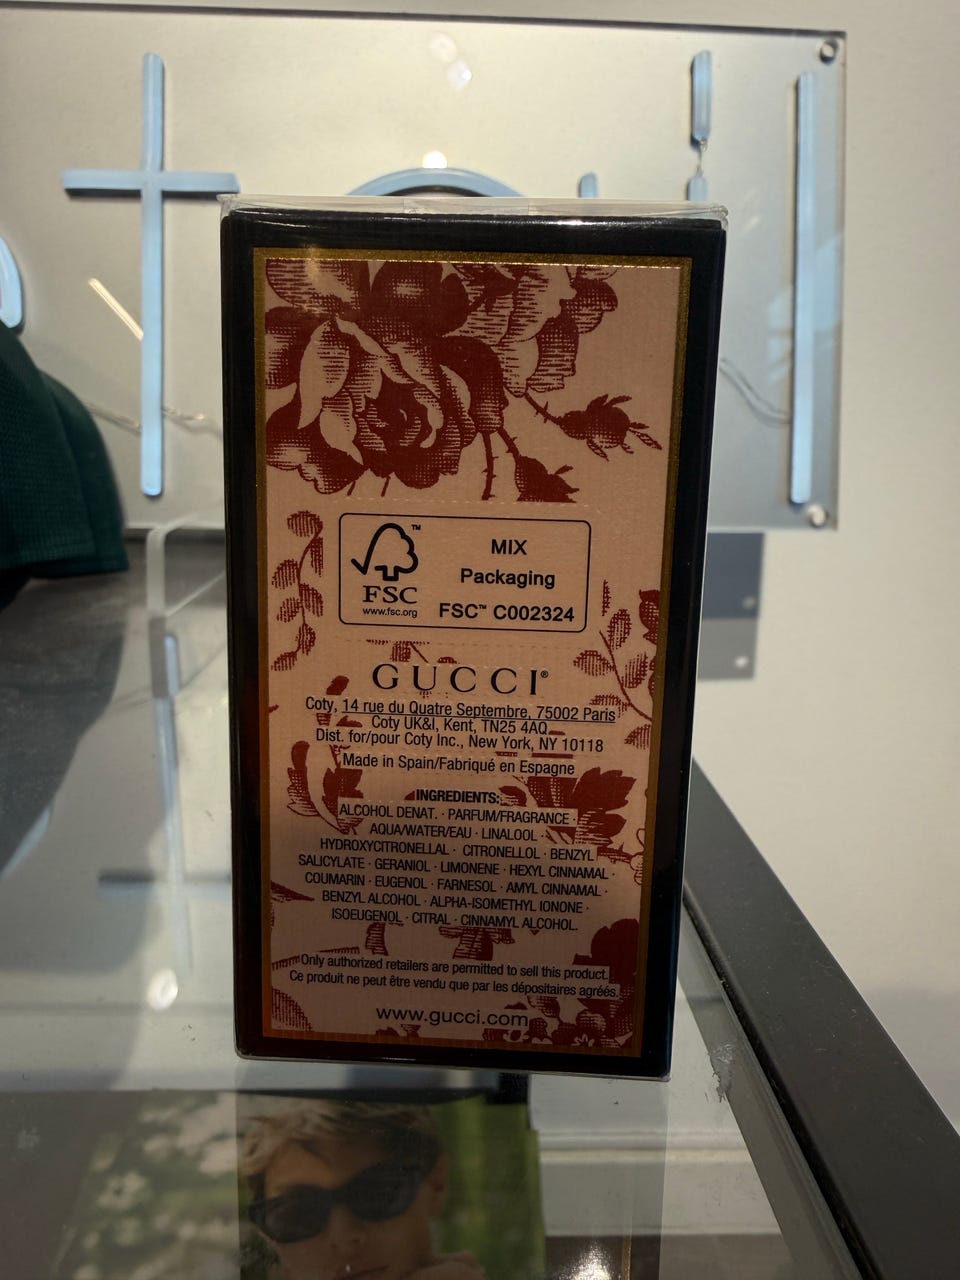 FSC™
www.fsc.org
MIX
Packaging
FSC™ C002324
GUCCI®
Coty, 14 rue du Quatre Septembre, 75002 Paris
Coty UK&I, Kent, TN25 4AQ
Dist. for/pour Coty Inc., New York, NY 10118
Made in Spain/Fabriqué en Espagne
INGREDIENTS:
ALCOHOL DENAT. · PARFUM/FRAGRANCE ·
AQUA/WATER/EAU · LINALOOL ·
HYDROXYCITRONELLAL · CITRONELLOL · BENZYL
SALICYLATE · GERANIOL · LIMONENE · HEXYL CINNAMAL ·
COUMARIN · EUGENOL · FARNESOL · AMYL CINNAMAL ·
BENZYL ALCOHOL · ALPHA-ISOMETHYL IONONE ·
ISOEUGENOL · CITRAL · CINNAMYL ALCOHOL.
Only authorized retailers are permitted to sell this product.
Ce produit ne peut être vendu que par les dépositaires agréés.
www.gucci.com